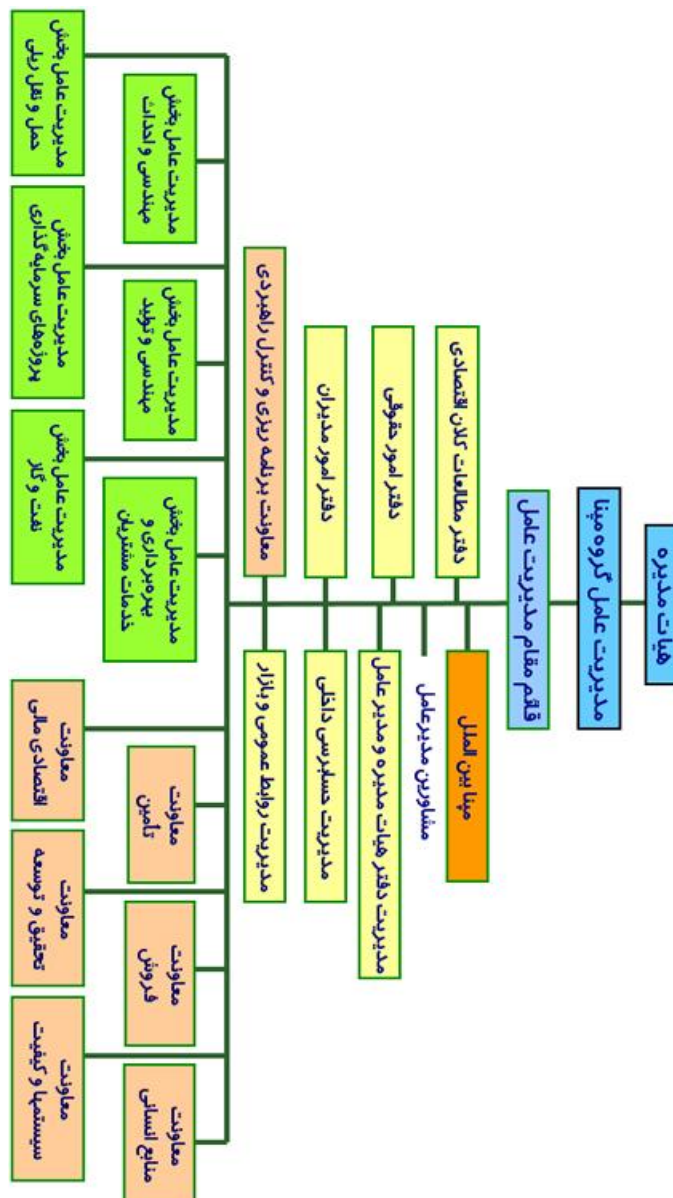 هیات مدیره
مدیریت عامل گروه مپنا
قائم مقام مدیریت عامل
مپنا بین الملل
دفتر مطالعات کلان اقتصادی
مشاورین مدیرعامل
مدیریت دفتر هیات مدیره و مدیر عامل
دفتر امور حقوقی
مدیریت حسابرسی داخلی
دفتر امور مدیران
مدیریت روابط عمومی و بازار
معاونت برنامه ریزی و کنترل راهبردی
معاونت
منابع انسانی
معاونت
فروش
معاونت
تأمین
مدیریت عامل بخش
بهره‌برداری و
خدمات مشتریان
مدیریت عامل بخش
مهندسی و تولید
مدیریت عامل بخش
مهندسی و احداث
معاونت
سیستمها و کیفیت
معاونت
تحقیق و توسعه
معاونت
اقتصادی مالی
مدیریت عامل بخش
نفت و گاز
مدیریت عامل بخش
پروژه‌های سرمایه‌گذاری
مدیریت عامل بخش
حمل و نقل ریلی